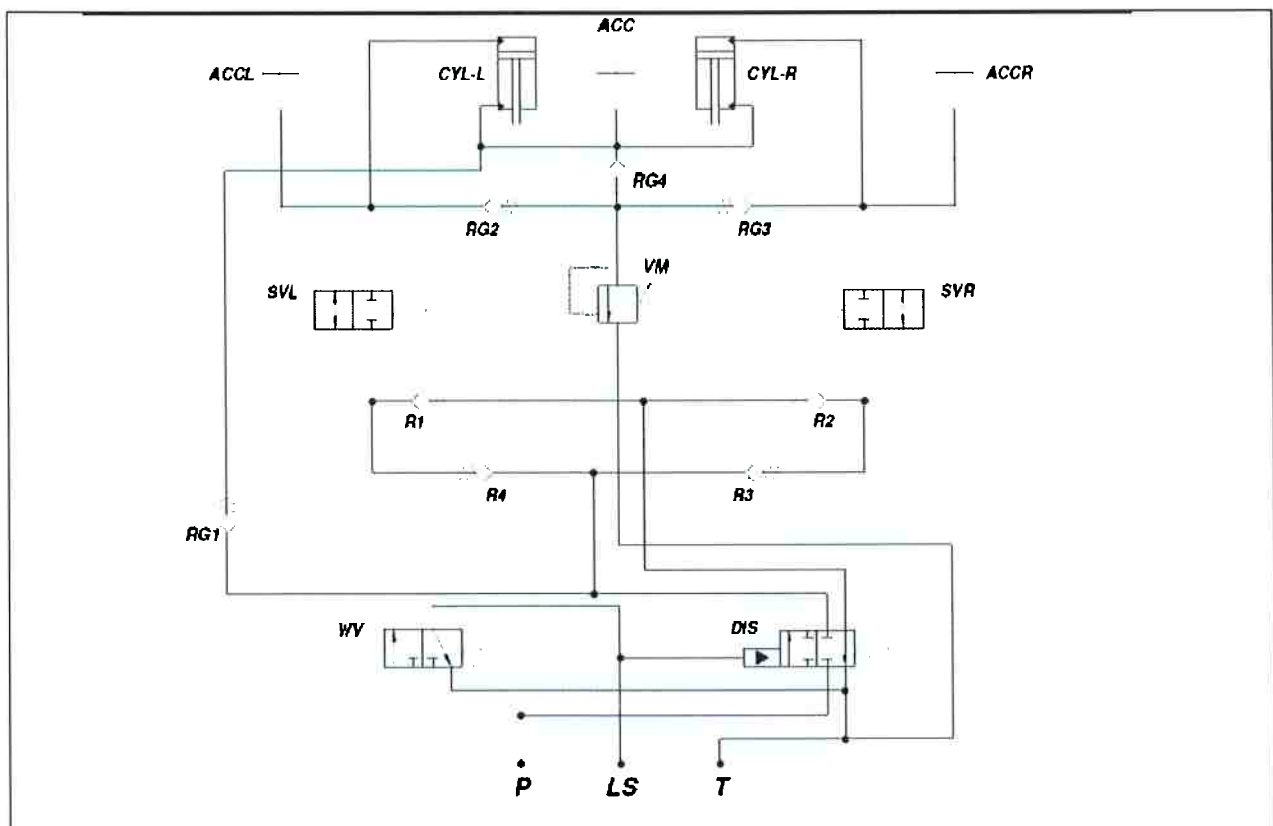 ACC
ACCL
CYL-L
CYL-R
ACCR
RG4
RG2
RG3
VM
SVL
SVR
R1
R2
R4
R3
RG1
WV
DIS
P
LS
T